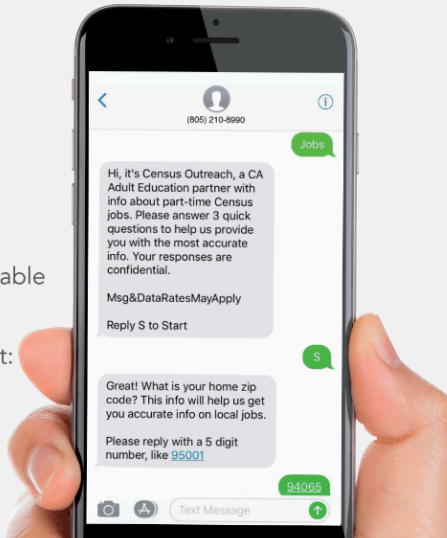 (805) 210-8990
Jobs
Hi, it's Census Outreach, a CA
Adult Education partner with
info about part-time Census
jobs. Please answer 3 quick
questions to help us provide
you with the most accurate
info. Your responses are
confidential.
Msg&DataRatesMayApply
Reply S to Start
able
t:
S
Great! What is your home zip
code? This info will help us get
you accurate info on local jobs.
Please reply with a 5 digit
number, like 95001
94065
Text Message